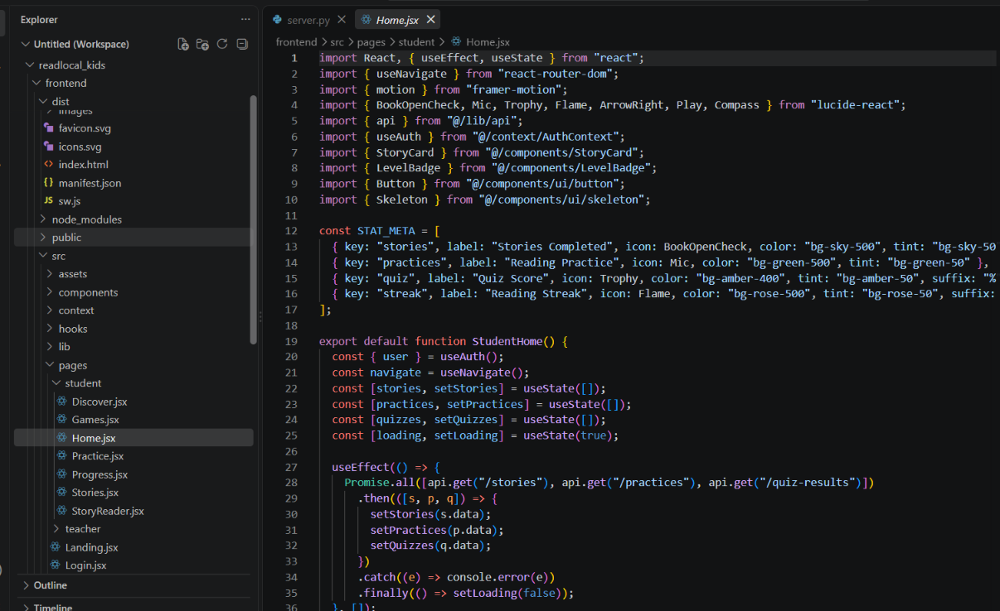 Explorer
Untitled (Workspace)
readlocal_kids
frontend
dist
images
favicon.svg
icons.svg
<> index.html
{} manifest.json
JS sw.js
node_modules
public
src
assets
components
context
hooks
lib
pages
student
Discover.jsx
Games.jsx
Home.jsx
Practice.jsx
Progress.jsx
Stories.jsx
StoryReader.jsx
teacher
Landing.jsx
Login.jsx
Outline
Timeline
server.py
Home.jsx
frontend > src > pages > student > Home.jsx
1 import React, { useEffect, useState } from "react";
2 import { useNavigate } from "react-router-dom";
3 import { motion } from "framer-motion";
4 import { BookOpenCheck, Mic, Trophy, Flame, ArrowRight, Play, Compass } from "lucide-react";
5 import { api } from "@/lib/api";
6 import { useAuth } from "@/context/AuthContext";
7 import { StoryCard } from "@/components/StoryCard";
8 import { LevelBadge } from "@/components/LevelBadge";
9 import { Button } from "@/components/ui/button";
10 import { Skeleton } from "@/components/ui/skeleton";
11
12 const STAT_META = [
13 { key: "stories", label: "Stories Completed", icon: BookOpenCheck, color: "bg-sky-500", tint: "bg-sky-50
14 { key: "practices", label: "Reading Practice", icon: Mic, color: "bg-green-500", tint: "bg-green-50" },
15 { key: "quiz", label: "Quiz Score", icon: Trophy, color: "bg-amber-400", tint: "bg-amber-50", suffix: "%
16 { key: "streak", label: "Reading Streak", icon: Flame, color: "bg-rose-500", tint: "bg-rose-50", suffix:
17 ];
18
19 export default function StudentHome() {
20 const { user } = useAuth();
21 const navigate = useNavigate();
22 const [stories, setStories] = useState([]);
23 const [practices, setPractices] = useState([]);
24 const [quizzes, setQuizzes] = useState([]);
25 const [loading, setLoading] = useState(true);
26
27 useEffect(() => {
28 Promise.all([api.get("/stories"), api.get("/practices"), api.get("/quiz-results")])
29 .then(([s, p, q]) => {
30 setStories(s.data);
31 setPractices(p.data);
32 setQuizzes(q.data);
33 })
34 .catch((e) => console.error(e))
35 .finally(() => setLoading(false));
36 }, []);